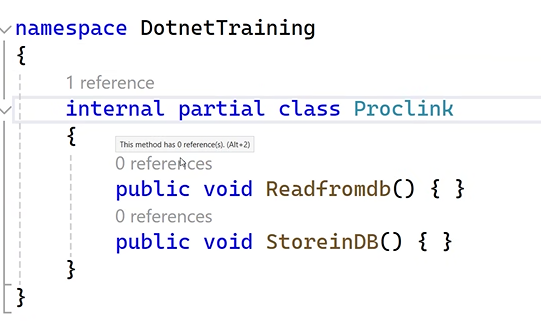 namespace DotnetTraining
{
1 reference
internal partial class Proclink
{
This method has 0 reference(s). (Alt+2)
0 references
public void Readfromdb() { }
0 references
public void StoreinDB() { }
}
}